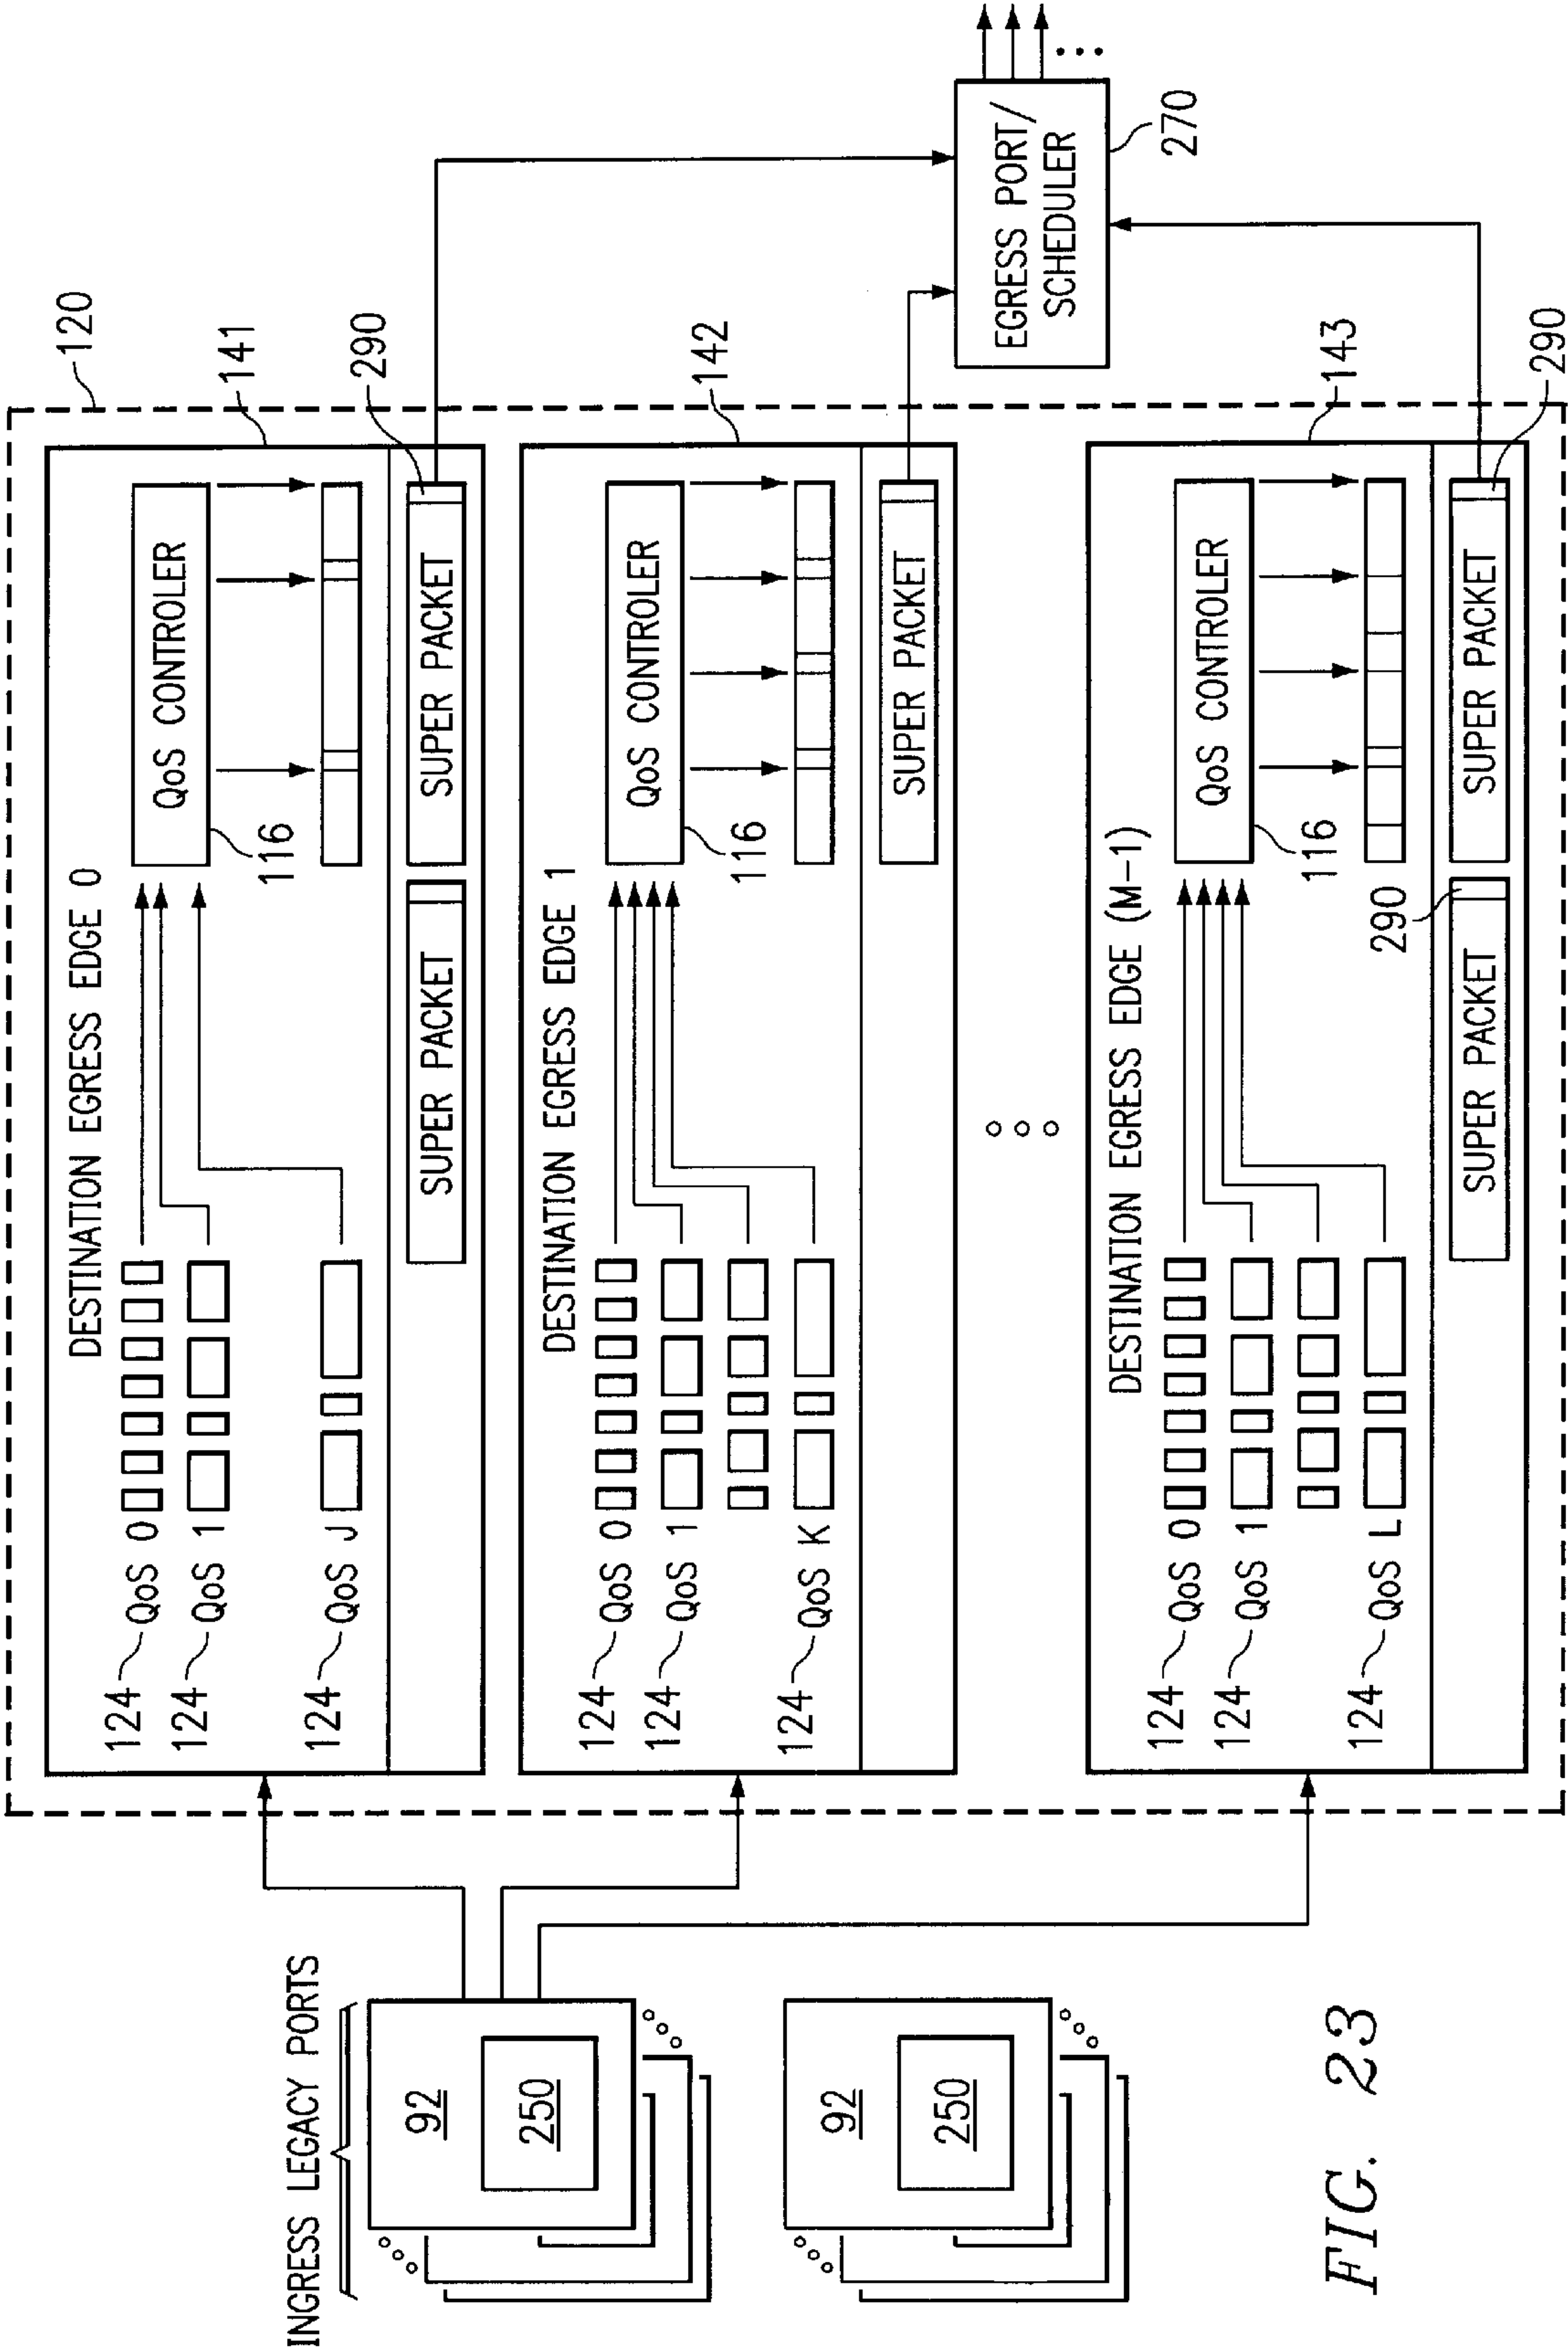 INGRESS LEGACY PORTS
92
250
92
250
120
141
DESTINATION EGRESS EDGE 0
124
QoS 0
124
QoS 1
124
QoS J
QoS CONTROLER
116
SUPER PACKET
SUPER PACKET
290
142
DESTINATION EGRESS EDGE 1
124
QoS 0
124
QoS 1
124
QoS K
QoS CONTROLLER
116
SUPER PACKET
143
DESTINATION EGRESS EDGE (M-1)
124
QoS 0
124
QoS 1
124
QoS L
QoS CONTROLLER
116
SUPER PACKET
290
SUPER PACKET
290
EGRESS PORT/
SCHEDULER
270
FIG. 23